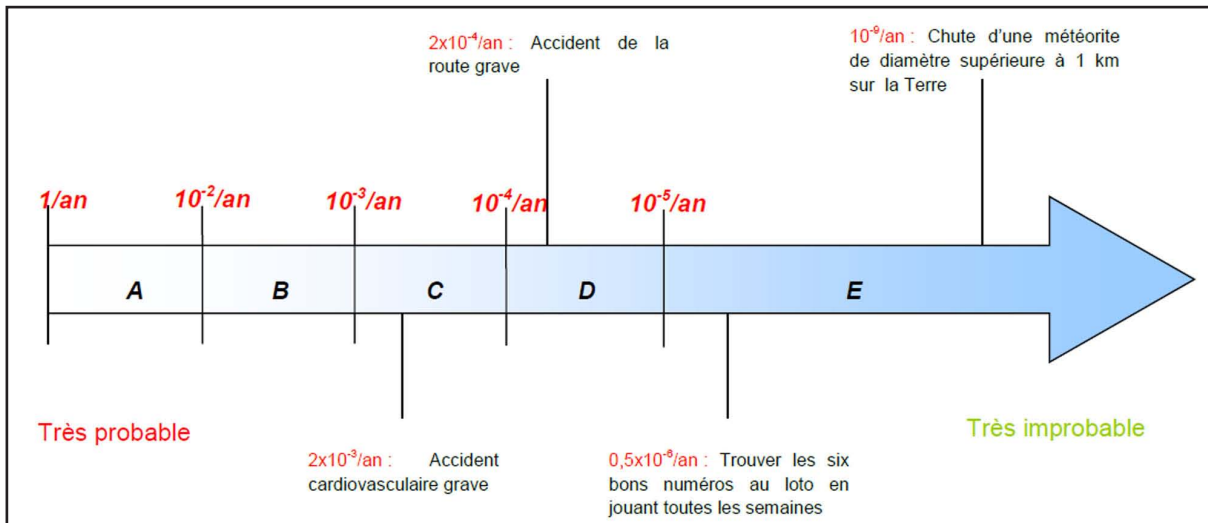 2x10⁻⁴/an : Accident de la
route grave
10⁻⁹/an : Chute d'une météorite
de diamètre supérieure à 1 km
sur la Terre
1/an 10⁻²/an 10⁻³/an 10⁻⁴/an 10⁻⁵/an
A B C D E
Très probable
Très improbable
2x10⁻³/an : Accident
cardiovasculaire grave
0,5x10⁻⁶/an : Trouver les six
bons numéros au loto en
jouant toutes les semaines